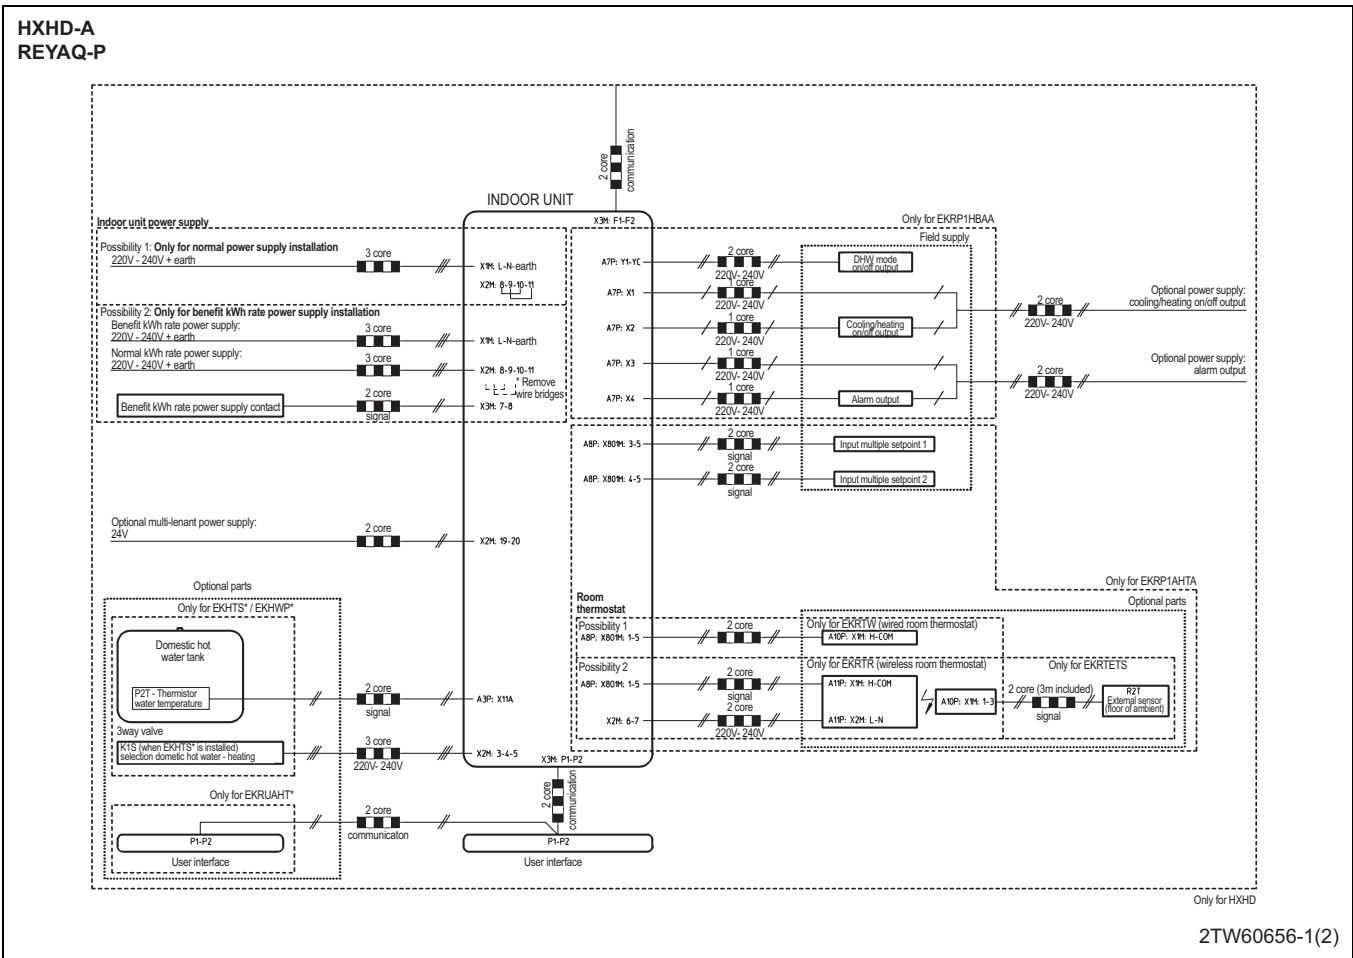 HXHD-A
REYAQ-P
2 core
communication
INDOOR UNIT
X3M: F1-F2
Indoor unit power supply
Possibility 1: Only for normal power supply installation
220V - 240V + earth
3 core
X1M: L-N-earth
X2M: 8-9-10-11
Possibility 2: Only for benefit kWh rate power supply installation
Benefit kWh rate power supply:
220V - 240V + earth
3 core
X1M: L-N-earth
Normal kWh rate power supply:
220V - 240V + earth
3 core
X2M: 8-9-10-11
* Remove
wire bridges
Benefit kWh rate power supply contact
2 core
signal
X3M: 7-8
Optional multi-lenant power supply:
24V
2 core
X2M: 19-20
Optional parts
Only for EKHTS* / EKHWP*
Domestic hot
water tank
P2T - Thermistor
water temperature
2 core
signal
A3P: X11A
3way valve
K1S (when EKHTS* is installed)
selection dometic hot water - heating
3 core
220V- 240V
X2M: 3-4-5
Only for EKRUAHT*
2 core
communicaton
P1-P2
User interface
X3M: P1-P2
2 core
communication
P1-P2
User interface
Only for EKRP1HBAA
Field supply
A7P: Y1-YC
2 core
220V- 240V
DHW mode
on/off output
A7P: X1
1 core
220V- 240V
A7P: X2
1 core
220V- 240V
Cooling/heating
on/off output
2 core
220V- 240V
Optional power supply:
cooling/heating on/off output
A7P: X3
1 core
220V- 240V
A7P: X4
1 core
220V- 240V
Alarm output
2 core
220V- 240V
Optional power supply:
alarm output
A8P: X801M: 3-5
2 core
signal
Input multiple setpoint 1
A8P: X801M: 4-5
2 core
signal
Input multiple setpoint 2
Only for EKRP1AHTA
Optional parts
Room
thermostat
Possibility 1
A8P: X801M: 1-5
2 core
Only for EKRTW (wired room thermostat)
A10P: X1M: H-COM
Possibility 2
A8P: X801M: 1-5
2 core
signal
Only for EKRTR (wireless room thermostat)
A11P: X1M: H-COM
X2M: 6-7
2 core
220V- 240V
A11P: X2M: L-N
A10P: X1M: 1-3
Only for EKRTETS
2 core (3m included)
signal
R2T
External sensor
(floor of ambient)
Only for HXHD
2TW60656-1(2)